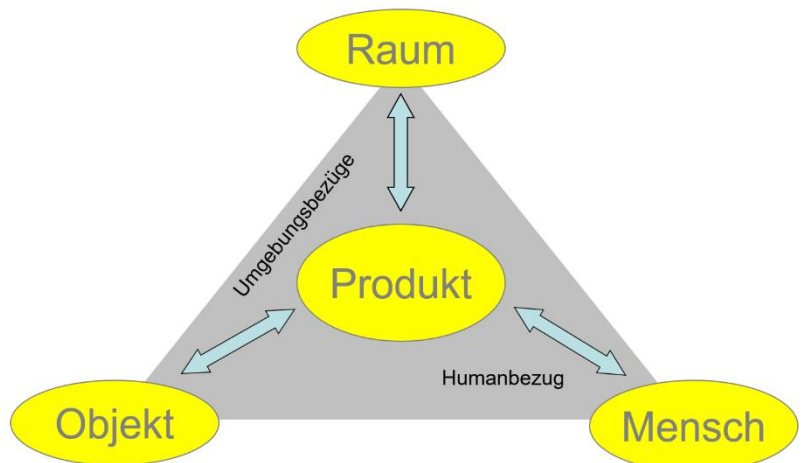 Raum
Umgebungsbezüge
Produkt
Humanbezug
Objekt
Mensch